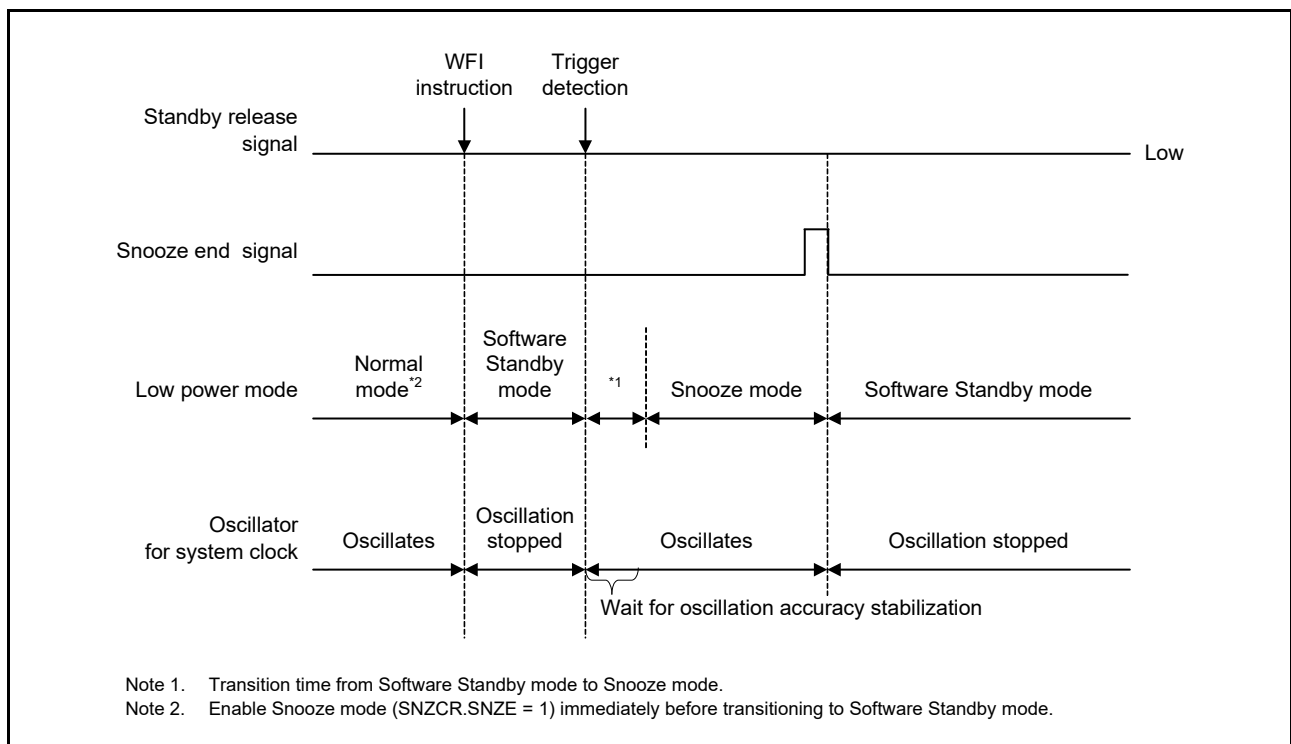 WFI
instruction
Trigger
detection
Standby release
signal
Low
Snooze end  signal
Low power mode
Normal
mode*2
Software
Standby
mode
*1
Snooze mode
Software Standby mode
Oscillator
for system clock
Oscillates
Oscillation
stopped
Oscillates
Oscillation stopped
Wait for oscillation accuracy stabilization
Note 1. Transition time from Software Standby mode to Snooze mode.
Note 2. Enable Snooze mode (SNZCR.SNZE = 1) immediately before transitioning to Software Standby mode.